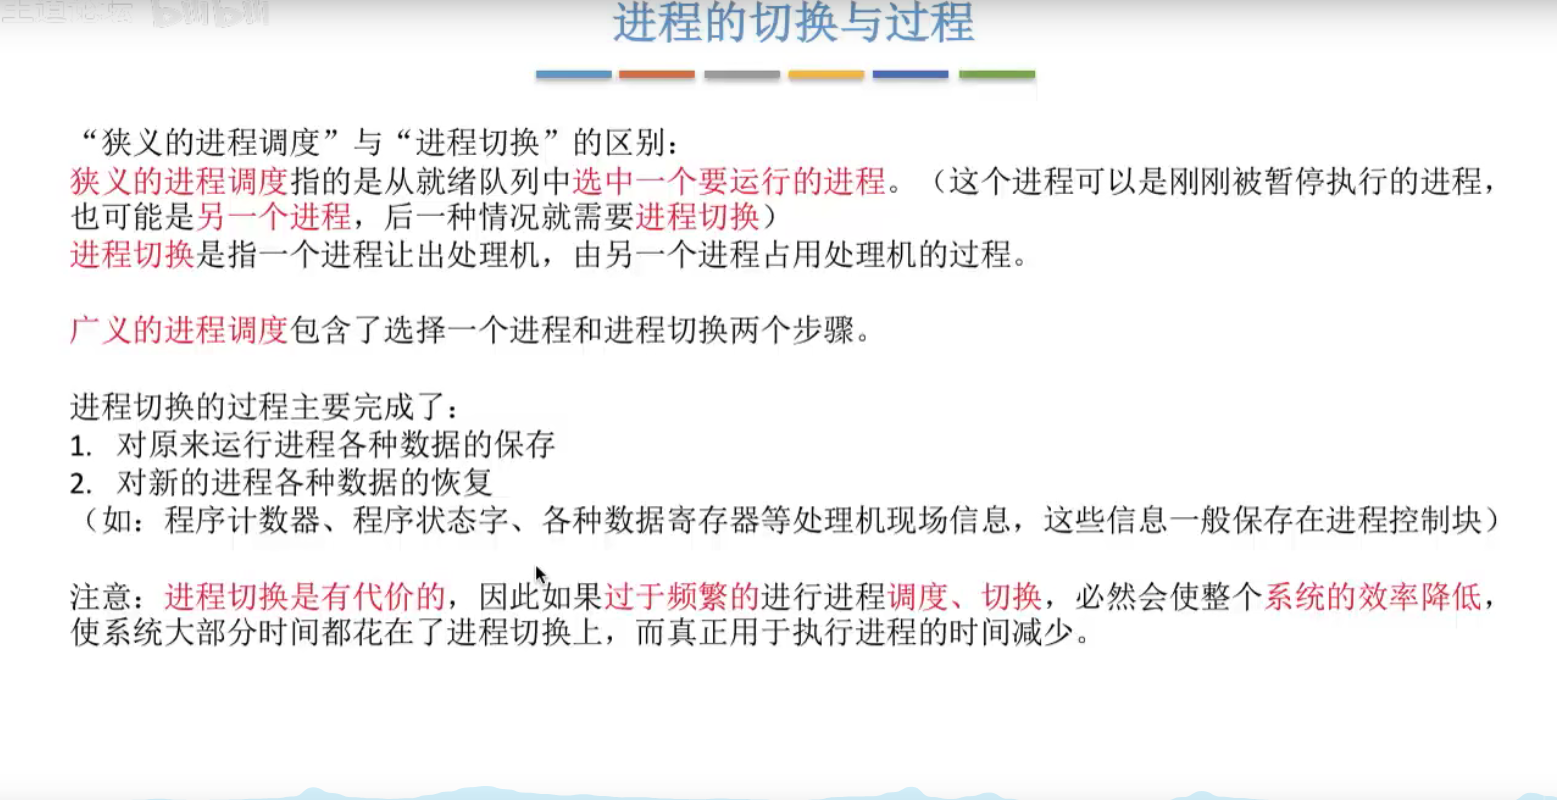 王道论坛 bilibili
进程的切换与过程
“狭义的进程调度”与“进程切换”的区别：
狭义的进程调度指的是从就绪队列中选中一个要运行的进程。（这个进程可以是刚刚被暂停执行的进程，
也可能是另一个进程，后一种情况就需要进程切换）
进程切换是指一个进程让出处理机，由另一个进程占用处理机的过程。
广义的进程调度包含了选择一个进程和进程切换两个步骤。
进程切换的过程主要完成了：
1. 对原来运行进程各种数据的保存
2. 对新的进程各种数据的恢复
（如：程序计数器、程序状态字、各种数据寄存器等处理机现场信息，这些信息一般保存在进程控制块）
注意：进程切换是有代价的，因此如果过于频繁的进行进程调度、切换，必然会使整个系统的效率降低，
使系统大部分时间都花在了进程切换上，而真正用于执行进程的时间减少。